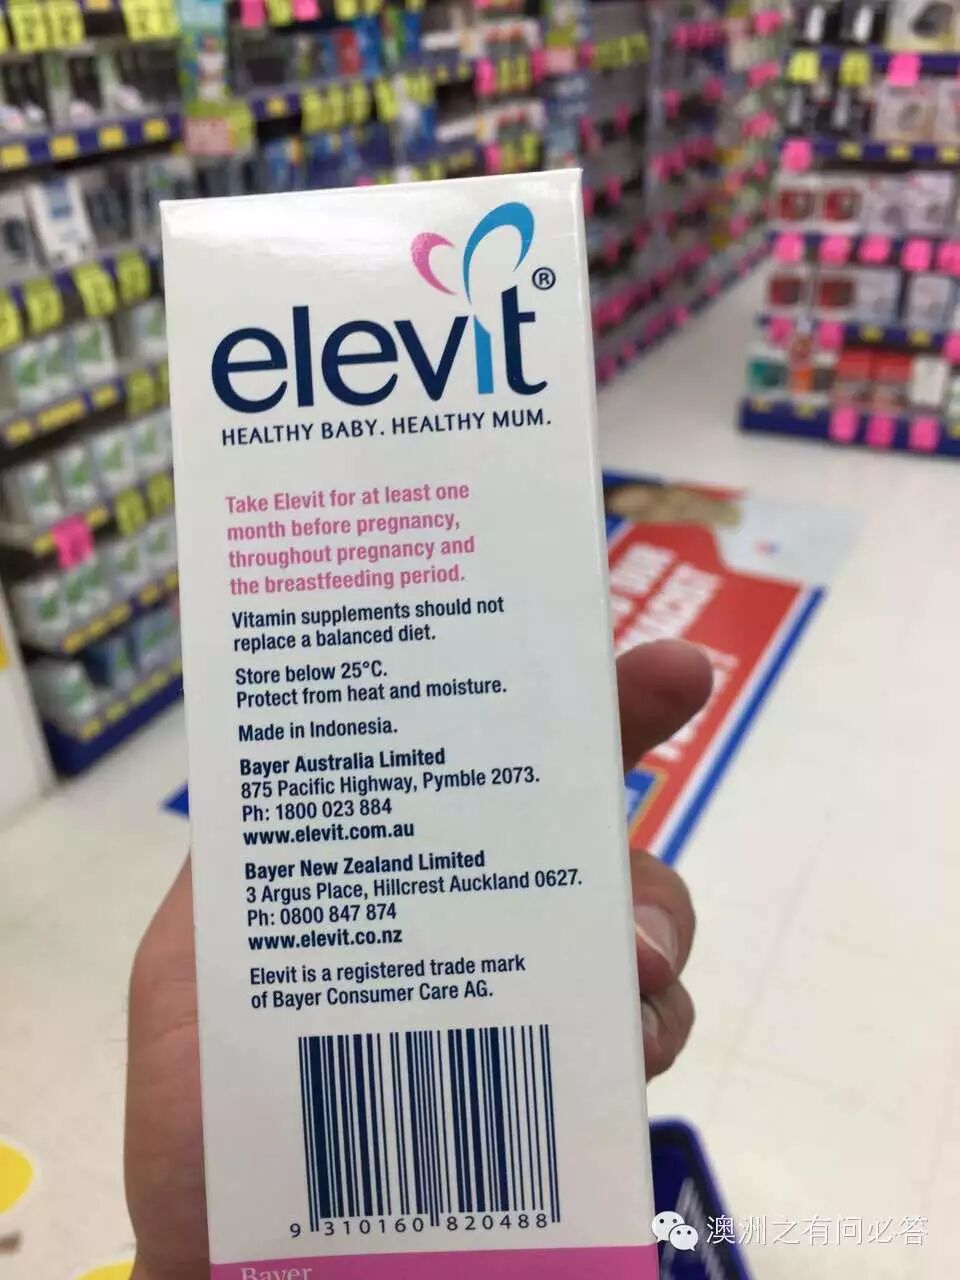 elevit®
HEALTHY BABY. HEALTHY MUM.
Take Elevit for at least one
month before pregnancy,
throughout pregnancy and
the breastfeeding period.
Vitamin supplements should not
replace a balanced diet.
Store below 25°C.
Protect from heat and moisture.
Made in Indonesia.
Bayer Australia Limited
875 Pacific Highway, Pymble 2073.
Ph: 1800 023 884
www.elevit.com.au
Bayer New Zealand Limited
3 Argus Place, Hillcrest Auckland 0627.
Ph: 0800 847 874
www.elevit.co.nz
Elevit is a registered trade mark
of Bayer Consumer Care AG.
9 310160 820488
Bayer
澳洲之有问必答